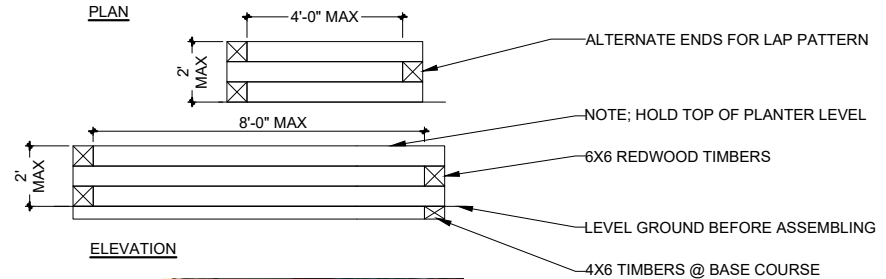 PLAN
4'-0" MAX
2'
MAX
ALTERNATE ENDS FOR LAP PATTERN
NOTE; HOLD TOP OF PLANTER LEVEL
8'-0" MAX
2'
MAX
6X6 REDWOOD TIMBERS
LEVEL GROUND BEFORE ASSEMBLING
ELEVATION
4X6 TIMBERS @ BASE COURSE